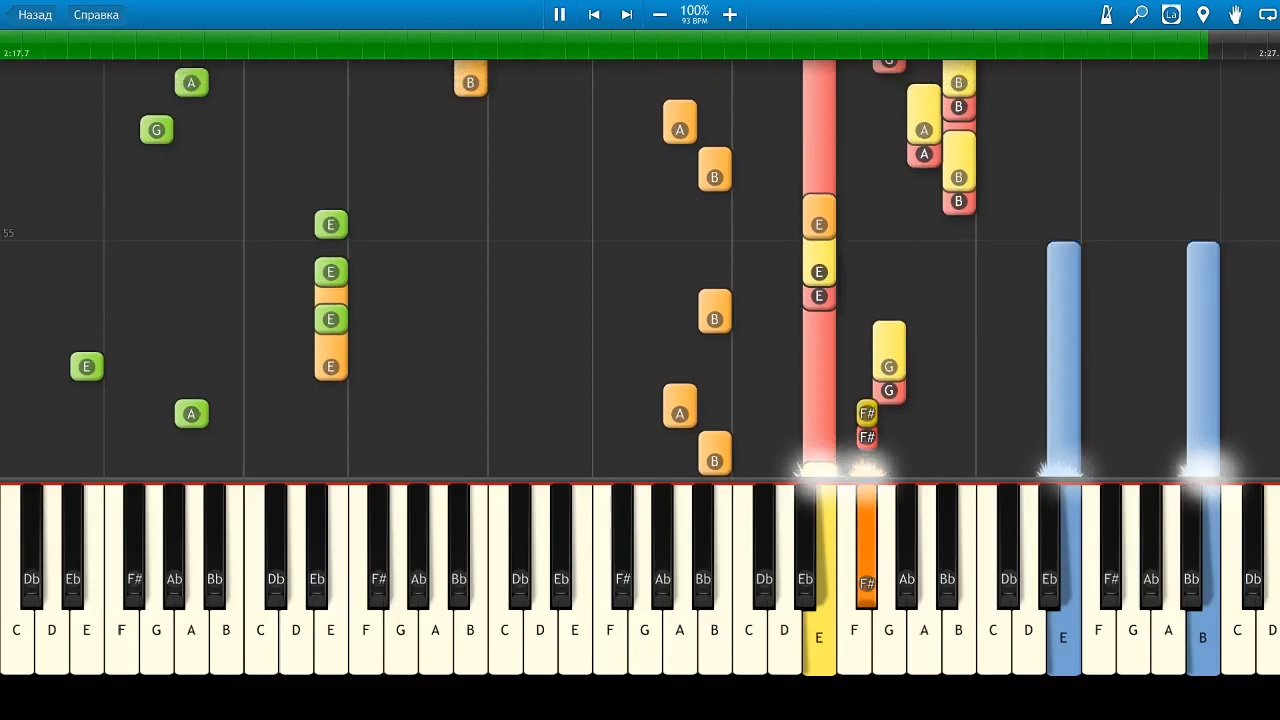 Назад Справка 100% La
93 BPM
2:17.7 2:27.
G
A B B
B
G A A
A
B B
B
E E
55
E E
E
E B
E E G
G
A A F#
F#
B
Db Eb F# Ab Bb Db Eb F# Ab Bb Db Eb F# Ab Bb Db Eb F# Ab Bb Db Eb F# Ab Bb Db
C D E F G A B C D E F G A B C D E F G A B C D E F G A B C D E F G A B C D